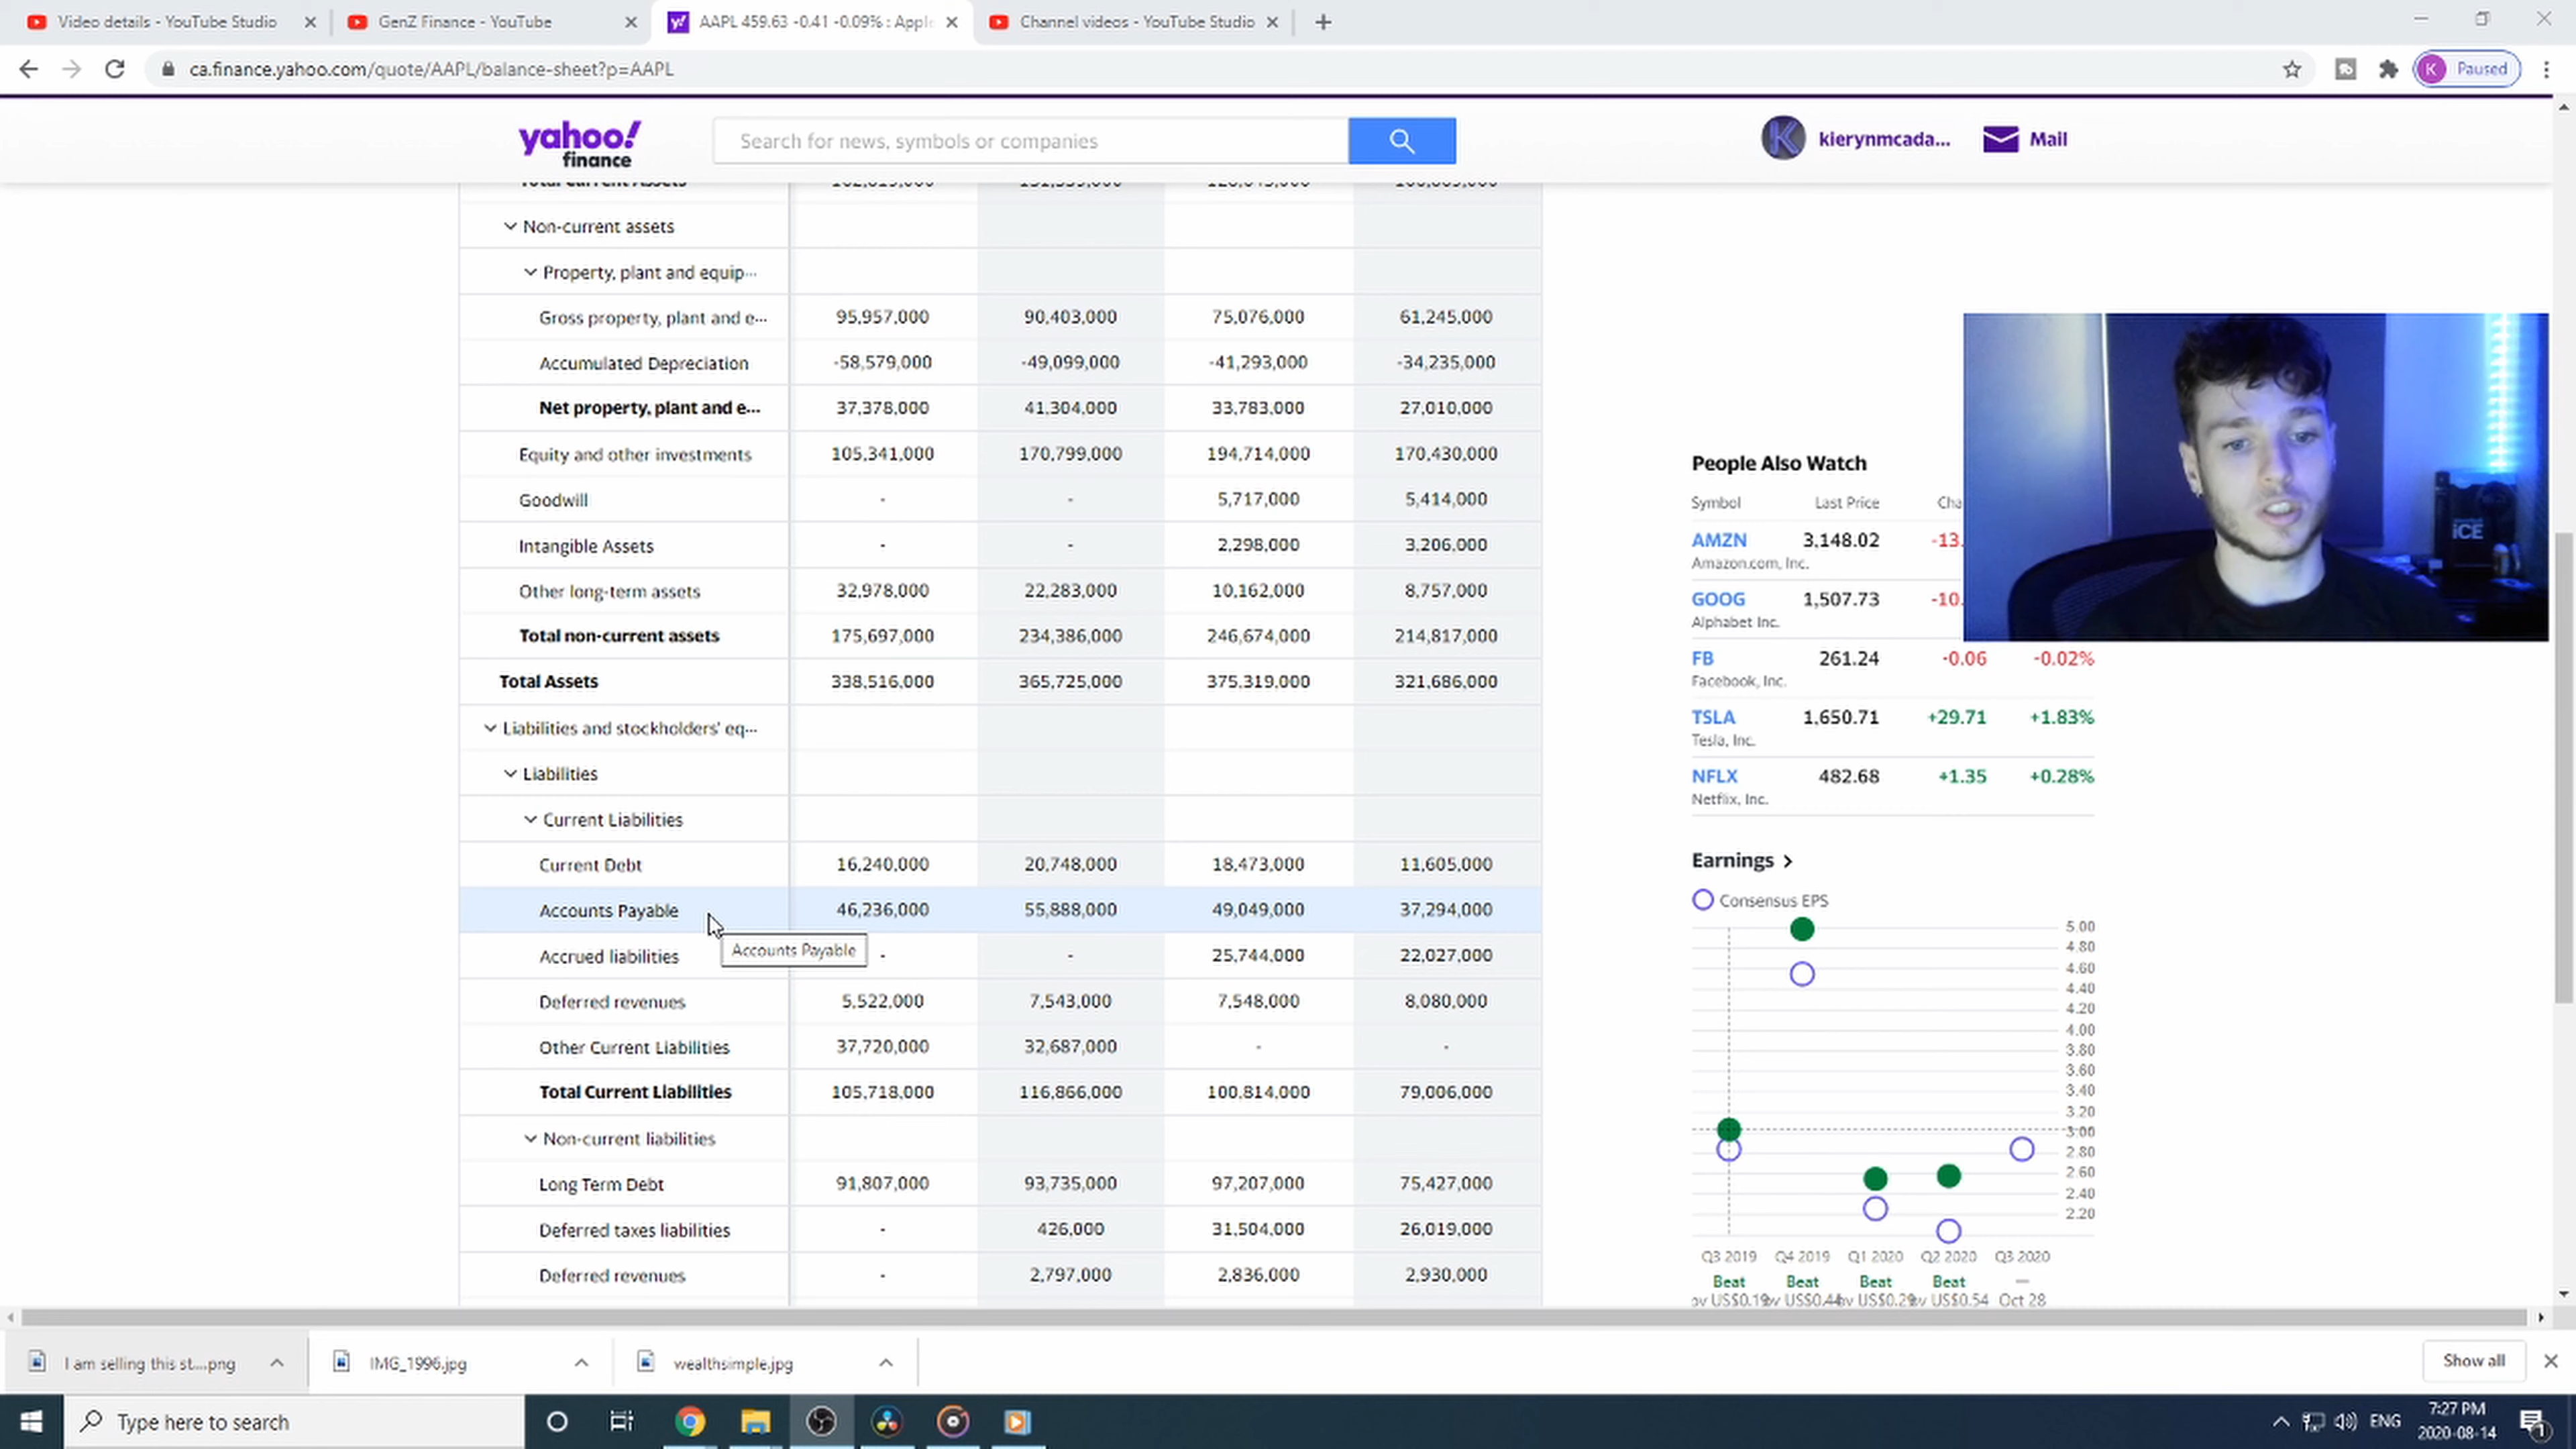 Video details - YouTube Studio
GenZ Finance - YouTube
AAPL 459.63 -0.41 -0.09% : Appl
Channel videos - YouTube Studio
ca.finance.yahoo.com/quote/AAPL/balance-sheet?p=AAPL
K Paused
yahoo!
finance
Search for news, symbols or companies
kierynmcada...
Mail
Total Current Assets
Non-current assets
Property, plant and equip...
Gross property, plant and e... 95,957,000 90,403,000 75,076,000 61,245,000
Accumulated Depreciation -58,579,000 -49,099,000 -41,293,000 -34,235,000
Net property, plant and e... 37,378,000 41,304,000 33,783,000 27,010,000
Equity and other investments 105,341,000 170,799,000 194,714,000 170,430,000
Goodwill - - 5,717,000 5,414,000
Intangible Assets - - 2,298,000 3,206,000
Other long-term assets 32,978,000 22,283,000 10,162,000 8,757,000
Total non-current assets 175,697,000 234,386,000 246,674,000 214,817,000
Total Assets 338,516,000 365,725,000 375,319,000 321,686,000
Liabilities and stockholders' eq...
Liabilities
Current Liabilities
Current Debt 16,240,000 20,748,000 18,473,000 11,605,000
Accounts Payable 46,236,000 55,888,000 49,049,000 37,294,000
Accounts Payable
Accrued liabilities - - 25,744,000 22,027,000
Deferred revenues 5,522,000 7,543,000 7,548,000 8,080,000
Other Current Liabilities 37,720,000 32,687,000 - -
Total Current Liabilities 105,718,000 116,866,000 100,814,000 79,006,000
Non-current liabilities
Long Term Debt 91,807,000 93,735,000 97,207,000 75,427,000
Deferred taxes liabilities - 426,000 31,504,000 26,019,000
Deferred revenues - 2,797,000 2,836,000 2,930,000
People Also Watch
Symbol Last Price Cha
AMZN 3,148.02 -13.
Amazon.com, Inc.
GOOG 1,507.73 -10.
Alphabet Inc.
FB 261.24 -0.06 -0.02%
Facebook, Inc.
TSLA 1,650.71 +29.71 +1.83%
Tesla, Inc.
NFLX 482.68 +1.35 +0.28%
Netflix, Inc.
iCE
Earnings >
Consensus EPS
5.00
4.80
4.60
4.40
4.20
4.00
3.80
3.60
3.40
3.20
3.00
2.80
2.60
2.40
2.20
Q3 2019 Q4 2019 Q1 2020 Q2 2020 Q3 2020
Beat Beat Beat Beat —
US$0.19 US$0.44 US$0.29 US$0.54 Oct 28
I am selling this st....png
IMG_1996.jpg
wealthsimple.jpg
Show all
Type here to search
ENG
7:27 PM
2020-08-14
1